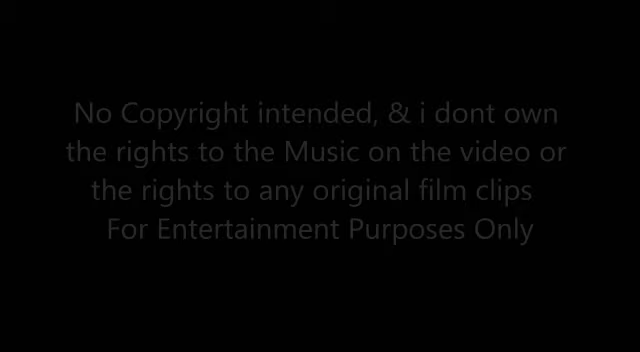 No Copyright intended, & i dont own
the rights to the Music on the video or
the rights to any original film clips
For Entertainment Purposes Only